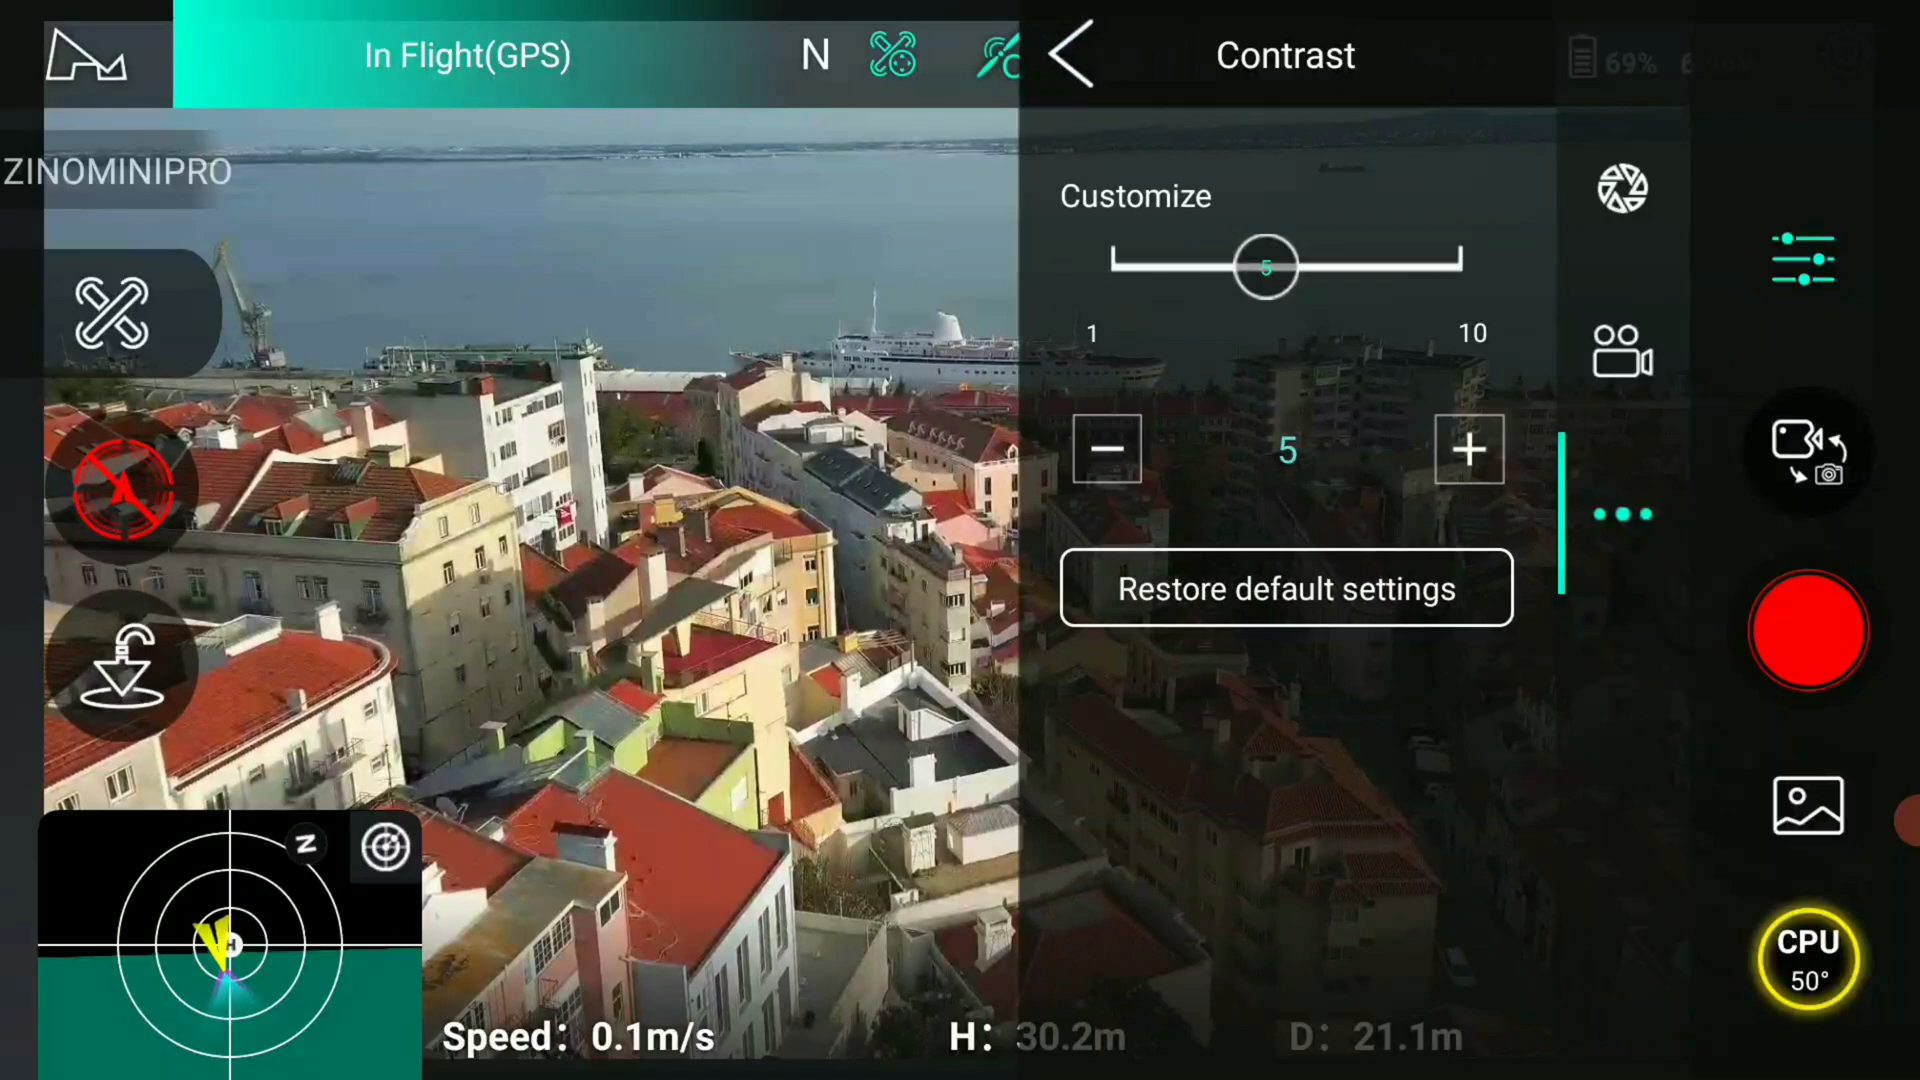 In Flight(GPS)
N
Contrast
69%
ZINOMINIPRO
Customize
5
1
10
5
Restore default settings
N
H
CPU
50°
Speed: 0.1m/s
H: 30.2m
D: 21.1m